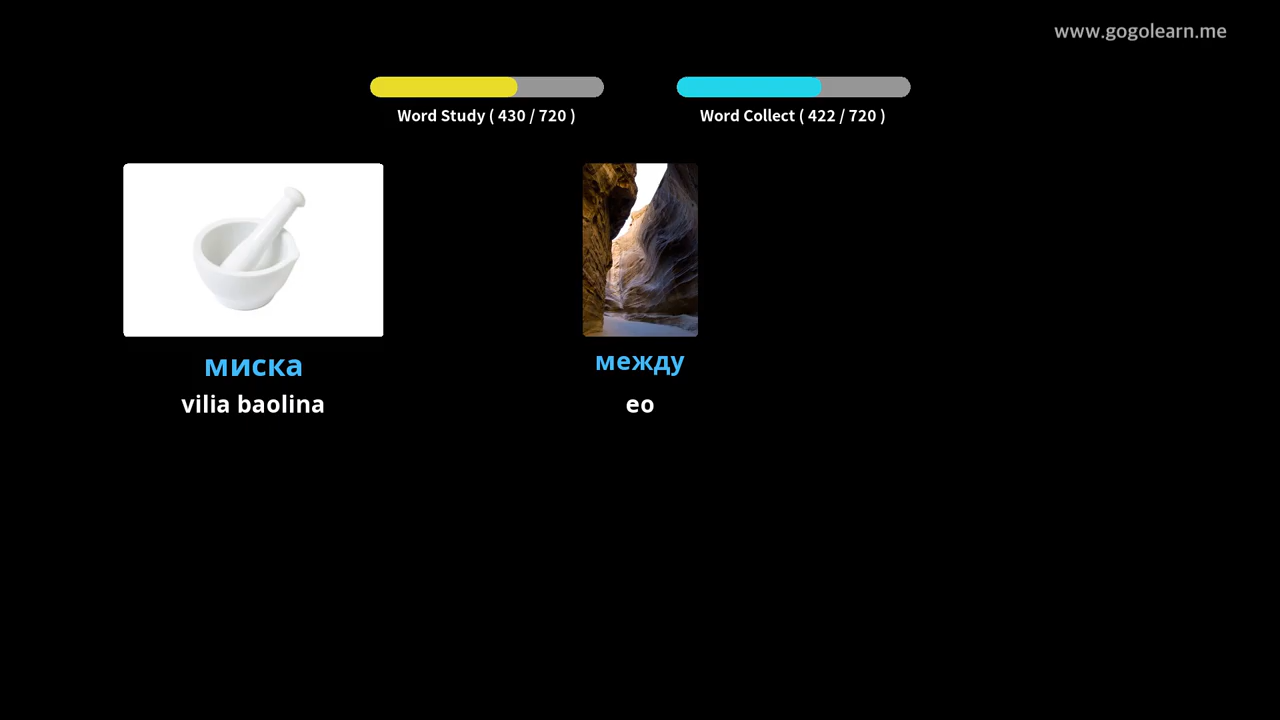 www.gogolearn.me
Word Study ( 430 / 720 )
Word Collect ( 422 / 720 )
миска
vilia baolina
между
eo